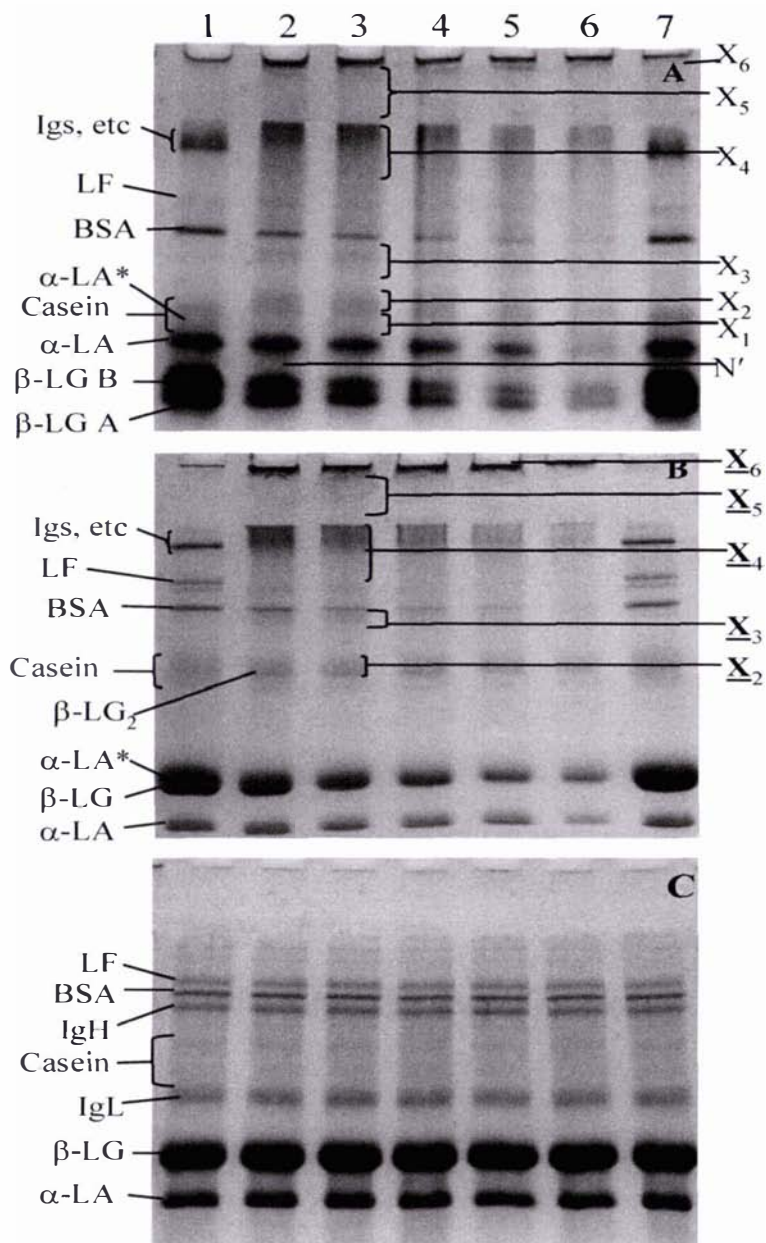 1 2 3 4 5 6 7
A
X₆
X₅
Igs, etc
X₄
LF
BSA
X₃
α-LA*
Casein
X₂
X₁
α-LA
N'
β-LG B
β-LG A
B
X₆
X₅
Igs, etc
X₄
LF
BSA
X₃
Casein
X₂
β-LG₂
α-LA*
β-LG
α-LA
C
LF
BSA
IgH
Casein
IgL
β-LG
α-LA